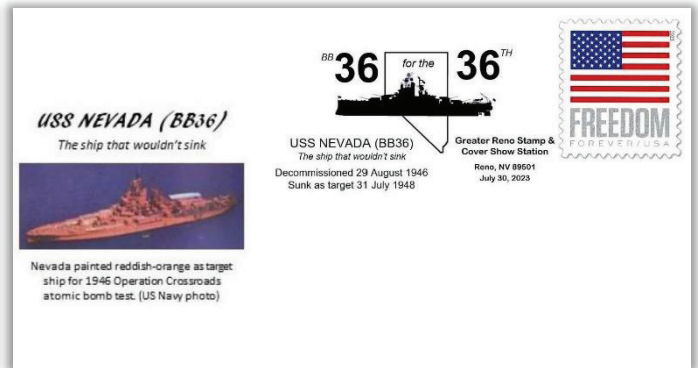 USS NEVADA (BB36)
The ship that wouldn't sink
Nevada painted reddish-orange as target
ship for 1946 Operation Crossroads
atomic bomb test. (US Navy photo)
BB 36 for the 36TH
USS NEVADA (BB36)
The ship that wouldn't sink
Decommissioned 29 August 1946
Sunk as target 31 July 1948
Greater Reno Stamp &
Cover Show Station
Reno, NV 89501
July 30, 2023
FREEDOM
FOREVER/USA